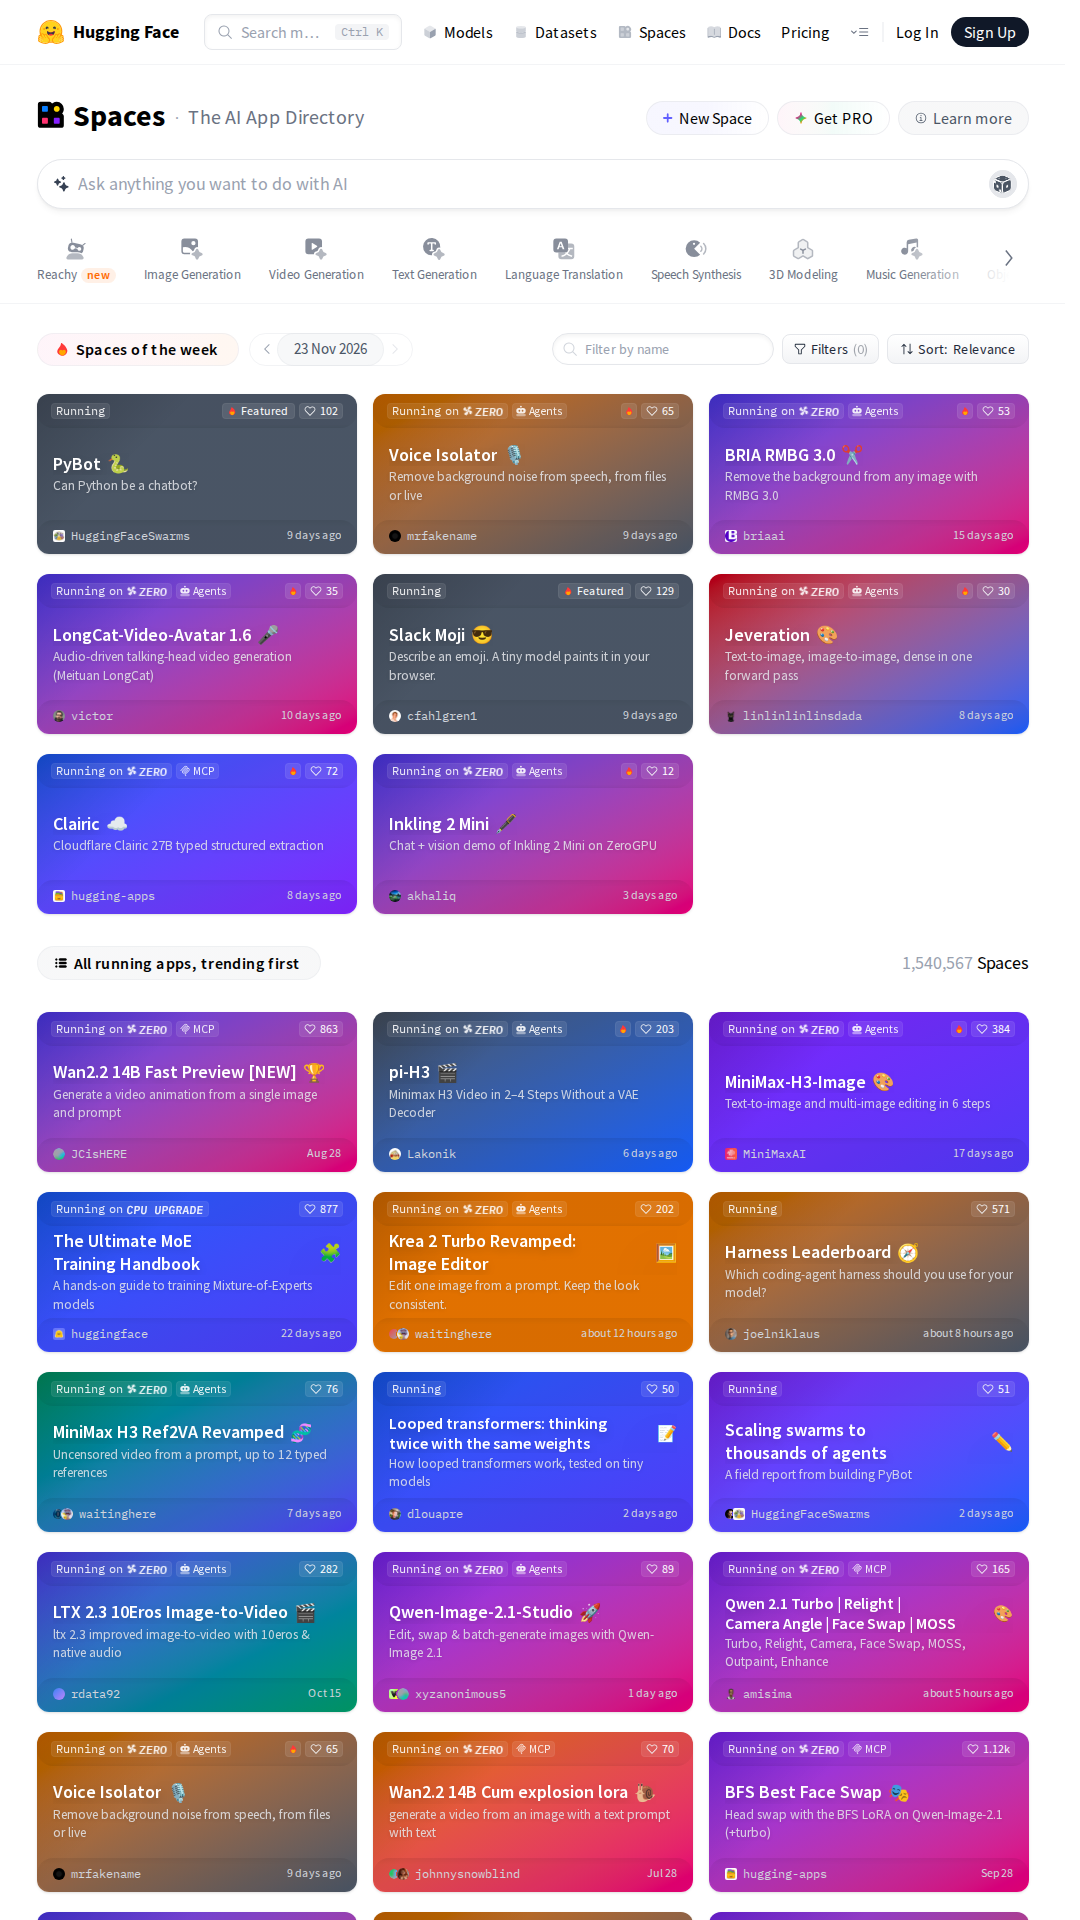 Hugging Face
Search m...
Ctrl K
Models
Datasets
Spaces
Docs
Pricing
Log In
Sign Up
Spaces · The AI App Directory
New Space
Get PRO
Learn more
Ask anything you want to do with AI
Reachy new
Image Generation
Video Generation
Text Generation
Language Translation
Speech Synthesis
3D Modeling
Music Generation
Spaces of the week
23 Nov 2026
Filter by name
Filters (0)
Sort: Relevance
Running
Featured
102
PyBot
Can Python be a chatbot?
HuggingFaceSwarms
9 days ago
Running on ZERO
Agents
65
Voice Isolator
Remove background noise from speech, from files
or live
mrfakename
9 days ago
Running on ZERO
Agents
53
BRIA RMBG 3.0
Remove the background from any image with
RMBG 3.0
briaai
15 days ago
Running on ZERO
Agents
35
LongCat-Video-Avatar 1.6
Audio-driven talking-head video generation
(Meituan LongCat)
victor
10 days ago
Running
Featured
129
Slack Moji
Describe an emoji. A tiny model paints it in your
browser.
cfahlgren1
9 days ago
Running on ZERO
Agents
30
Jeveration
Text-to-image, image-to-image, dense in one
forward pass
linlinlinlinsdada
8 days ago
Running on ZERO
MCP
72
Clairic
Cloudflare Clairic 27B typed structured extraction
hugging-apps
8 days ago
Running on ZERO
Agents
12
Inkling 2 Mini
Chat + vision demo of Inkling 2 Mini on ZeroGPU
akhaliq
3 days ago
All running apps, trending first
1,540,567 Spaces
Running on ZERO
MCP
863
Wan2.2 14B Fast Preview [NEW]
Generate a video animation from a single image
and prompt
JCisHERE
Aug 28
Running on ZERO
Agents
203
pi-H3
Minimax H3 Video in 2–4 Steps Without a VAE
Decoder
Lakonik
6 days ago
Running on ZERO
Agents
384
MiniMax-H3-Image
Text-to-image and multi-image editing in 6 steps
MiniMaxAI
17 days ago
Running on CPU UPGRADE
877
The Ultimate MoE
Training Handbook
A hands-on guide to training Mixture-of-Experts
models
huggingface
22 days ago
Running on ZERO
Agents
202
Krea 2 Turbo Revamped:
Image Editor
Edit one image from a prompt. Keep the look
consistent.
waitinghere
about 12 hours ago
Running
571
Harness Leaderboard
Which coding-agent harness should you use for your
model?
joelniklaus
about 8 hours ago
Running on ZERO
Agents
76
MiniMax H3 Ref2VA Revamped
Uncensored video from a prompt, up to 12 typed
references
waitinghere
7 days ago
Running
50
Looped transformers: thinking
twice with the same weights
How looped transformers work, tested on tiny
models
dlouapre
2 days ago
Running
51
Scaling swarms to
thousands of agents
A field report from building PyBot
HuggingFaceSwarms
2 days ago
Running on ZERO
Agents
282
LTX 2.3 10Eros Image-to-Video
ltx 2.3 improved image-to-video with 10eros &
native audio
rdata92
Oct 15
Running on ZERO
Agents
89
Qwen-Image-2.1-Studio
Edit, swap & batch-generate images with Qwen-
Image 2.1
xyzanonimous5
1 day ago
Running on ZERO
MCP
165
Qwen 2.1 Turbo | Relight |
Camera Angle | Face Swap | MOSS
Turbo, Relight, Camera, Face Swap, MOSS,
Outpaint, Enhance
amisima
about 5 hours ago
Running on ZERO
Agents
65
Voice Isolator
Remove background noise from speech, from files
or live
mrfakename
9 days ago
Running on ZERO
MCP
70
Wan2.2 14B Cum explosion lora
generate a video from an image with a text prompt
with text
johnnysnowblind
Jul 28
Running on ZERO
MCP
1.12k
BFS Best Face Swap
Head swap with the BFS LoRA on Qwen-Image-2.1
(+turbo)
hugging-apps
Sep 28